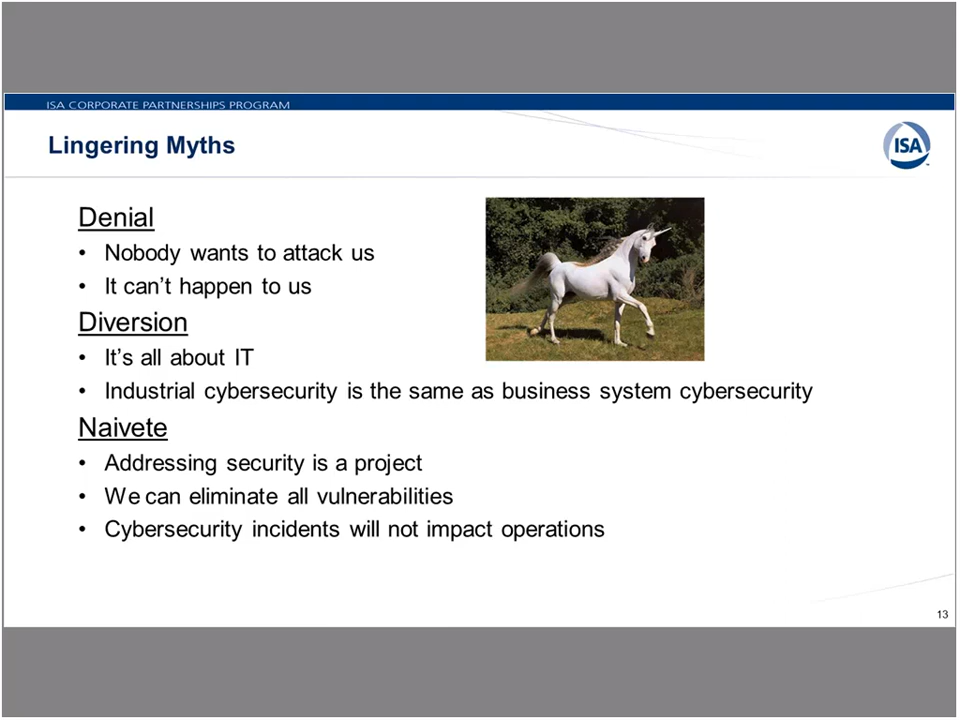 ISA CORPORATE PARTNERSHIPS PROGRAM
Lingering Myths
ISA
Denial
• Nobody wants to attack us
• It can’t happen to us
Diversion
• It’s all about IT
• Industrial cybersecurity is the same as business system cybersecurity
Naivete
• Addressing security is a project
• We can eliminate all vulnerabilities
• Cybersecurity incidents will not impact operations
13